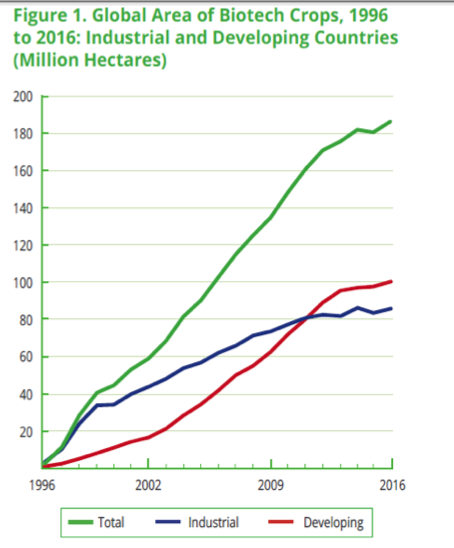 Figure 1. Global Area of Biotech Crops, 1996
to 2016: Industrial and Developing Countries
(Million Hectares)
200
180
160
140
120
100
80
60
40
20
1996 2002 2009 2016
Total Industrial Developing